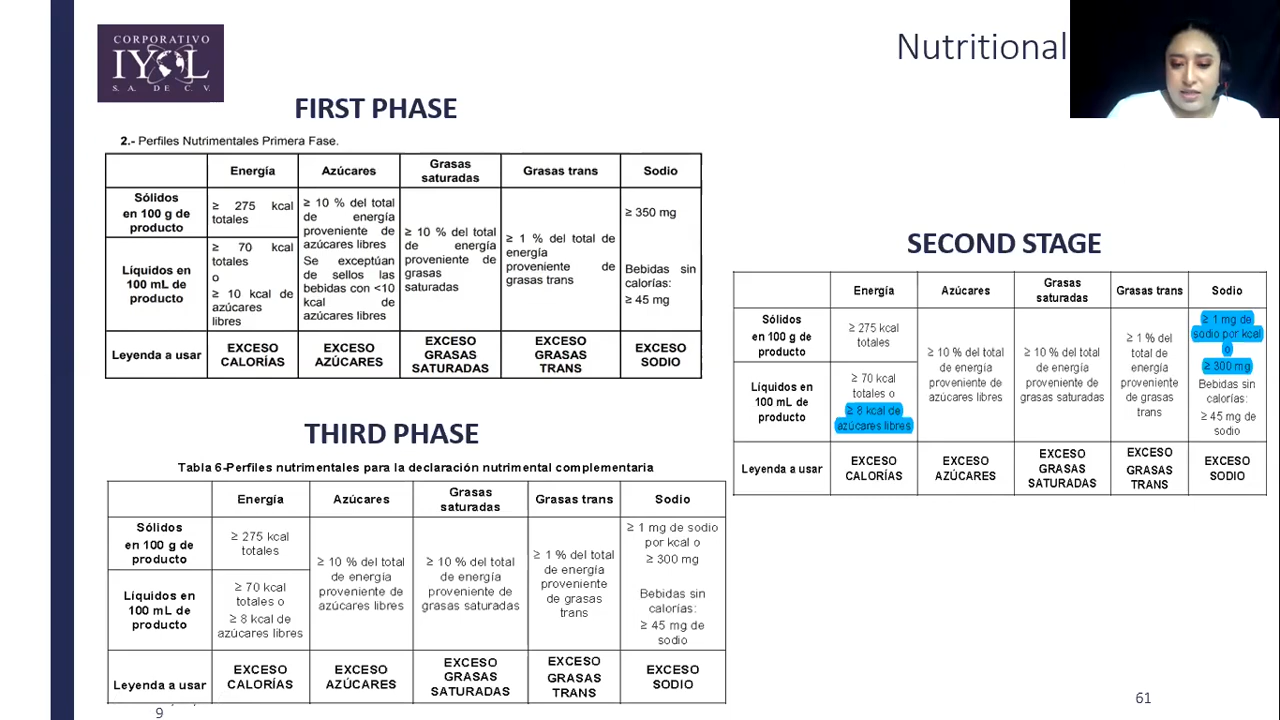 CORPORATIVO
IYOL
S. A. DE C. V.
Nutritional
FIRST PHASE
2.- Perfiles Nutrimentales Primera Fase.
Energía
Azúcares
Grasas
saturadas
Grasas trans
Sodio
Sólidos
en 100 g de
producto
≥ 275 kcal
totales
≥ 10 % del total
de energía
proveniente de
azúcares libres
Se exceptúan
de sellos las
bebidas con <10
kcal de
azúcares libres
≥ 10 % del total
de energía
proveniente de
grasas
saturadas
≥ 1 % del total de
energía
proveniente de
grasas trans
≥ 350 mg
Bebidas sin
calorías:
≥ 45 mg
Líquidos en
100 mL de
producto
≥ 70 kcal
totales
o
≥ 10 kcal de
azúcares
libres
Leyenda a usar
EXCESO
CALORÍAS
EXCESO
AZÚCARES
EXCESO
GRASAS
SATURADAS
EXCESO
GRASAS
TRANS
EXCESO
SODIO
SECOND STAGE
Energía
Azúcares
Grasas
saturadas
Grasas trans
Sodio
Sólidos
en 100 g de
producto
≥ 275 kcal
totales
≥ 10 % del total
de energía
proveniente de
azúcares libres
≥ 10 % del total
de energía
proveniente de
grasas saturadas
≥ 1 % del
total de
energía
proveniente
de grasas
trans
≥ 1 mg de
sodio por kcal
o
≥ 300 mg
Bebidas sin
calorías:
≥ 45 mg de
sodio
Líquidos en
100 mL de
producto
≥ 70 kcal
totales o
≥ 8 kcal de
azúcares libres
Leyenda a usar
EXCESO
CALORÍAS
EXCESO
AZÚCARES
EXCESO
GRASAS
SATURADAS
EXCESO
GRASAS
TRANS
EXCESO
SODIO
THIRD PHASE
Tabla 6-Perfiles nutrimentales para la declaración nutrimental complementaria
Energía
Azúcares
Grasas
saturadas
Grasas trans
Sodio
Sólidos
en 100 g de
producto
≥ 275 kcal
totales
≥ 10 % del total
de energía
proveniente de
azúcares libres
≥ 10 % del total
de energía
proveniente de
grasas saturadas
≥ 1 % del total
de energía
proveniente
de grasas
trans
≥ 1 mg de sodio
por kcal o
≥ 300 mg
Bebidas sin
calorías:
≥ 45 mg de
sodio
Líquidos en
100 mL de
producto
≥ 70 kcal
totales o
≥ 8 kcal de
azúcares libres
Leyenda a usar
EXCESO
CALORÍAS
EXCESO
AZÚCARES
EXCESO
GRASAS
SATURADAS
EXCESO
GRASAS
TRANS
EXCESO
SODIO
9
61